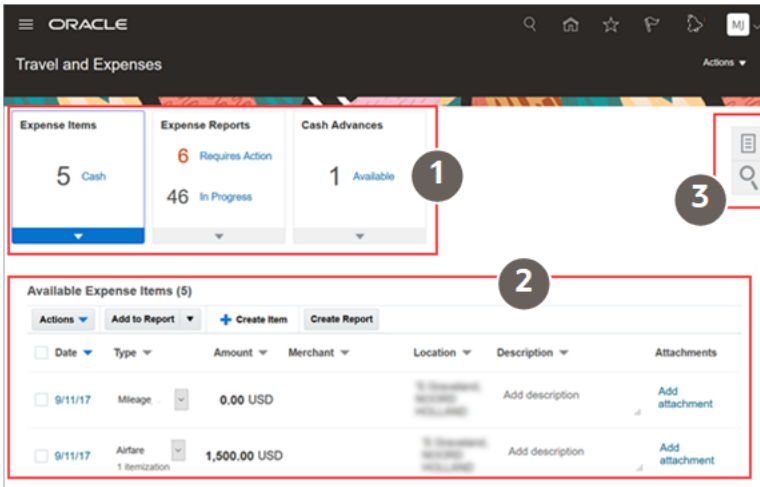 ORACLE
MJ
Travel and Expenses
Actions
Expense Items
Expense Reports
Cash Advances
5 Cash
6 Requires Action
46 In Progress
1 Available
1
3
2
Available Expense Items (5)
Actions
Add to Report
Create Item
Create Report
Date
Type
Amount
Merchant
Location
Description
Attachments
9/11/17
Mileage
0.00 USD
Add description
Add
attachment
9/11/17
Airfare
1 itemization
1,500.00 USD
Add description
Add
attachment